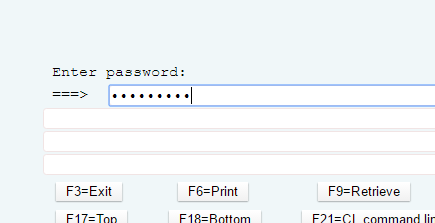 Enter password:
===> •••••••••
F3=Exit F6=Print F9=Retrieve
F17=Top F18=Bottom F21=CL command